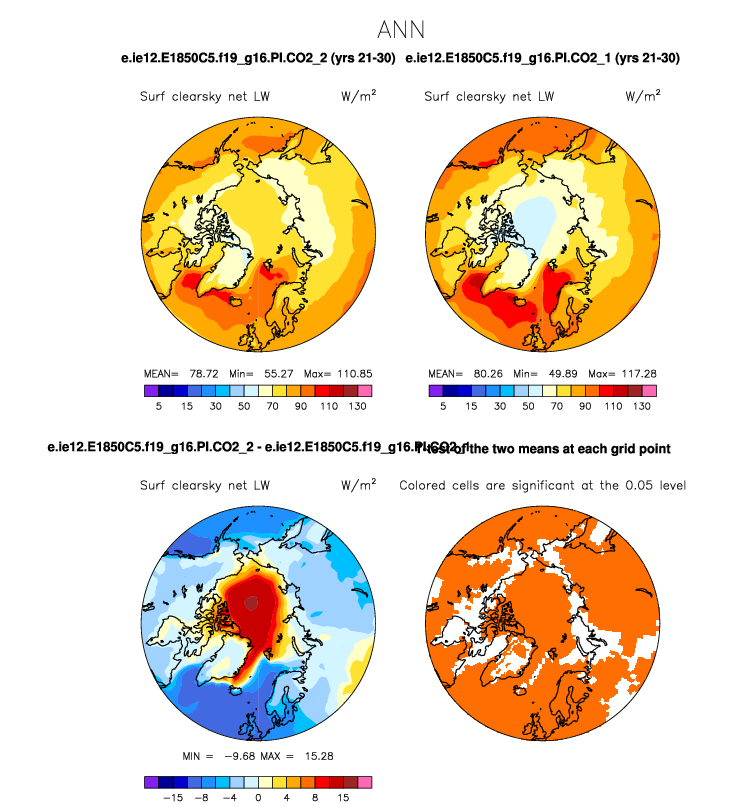 ANN
e.ie12.E1850C5.f19_g16.PI.CO2_2 (yrs 21-30) e.ie12.E1850C5.f19_g16.PI.CO2_1 (yrs 21-30)
Surf clearsky net LW W/m²
Surf clearsky net LW W/m²
MEAN= 78.72 Min= 55.27 Max= 110.85
5 15 30 50 70 90 110 130
MEAN= 80.26 Min= 49.89 Max= 117.28
5 15 30 50 70 90 110 130
e.ie12.E1850C5.f19_g16.PI.CO2_2 - e.ie12.E1850C5.f19_g16.PI.CO2_1
T-test of the two means at each grid point
Surf clearsky net LW W/m²
Colored cells are significant at the 0.05 level
MIN = -9.68 MAX = 15.28
-15 -8 -4 0 4 8 15